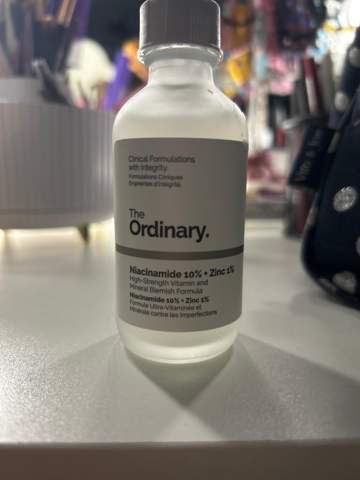 Clinical Formulations
with Integrity.
Formulations Cliniques
Empreintes d'Intégrité.
The
Ordinary.
Niacinamide 10% + Zinc 1%
High-Strength Vitamin and
Mineral Blemish Formula
Niacinamide 10% + Zinc 1%
Formule Ultra-Vitaminée et
Minérale contre les Imperfections